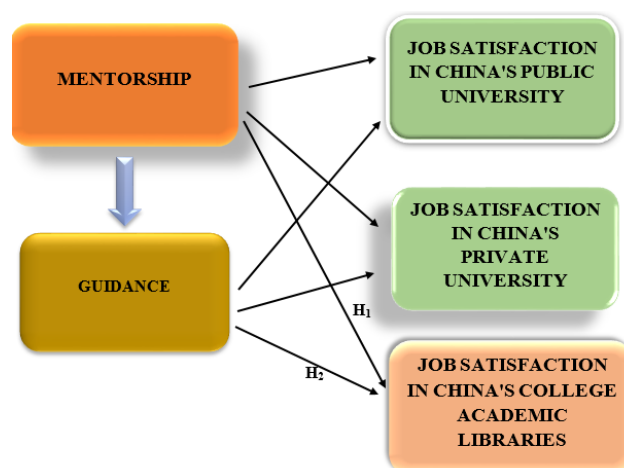 MENTORSHIP
JOB SATISFACTION
IN CHINA'S PUBLIC
UNIVERSITY
GUIDANCE
JOB SATISFACTION
IN CHINA'S
PRIVATE
UNIVERSITY
H₁
H₂
JOB SATISFACTION
IN CHINA'S COLLEGE
ACADEMIC
LIBRARIES